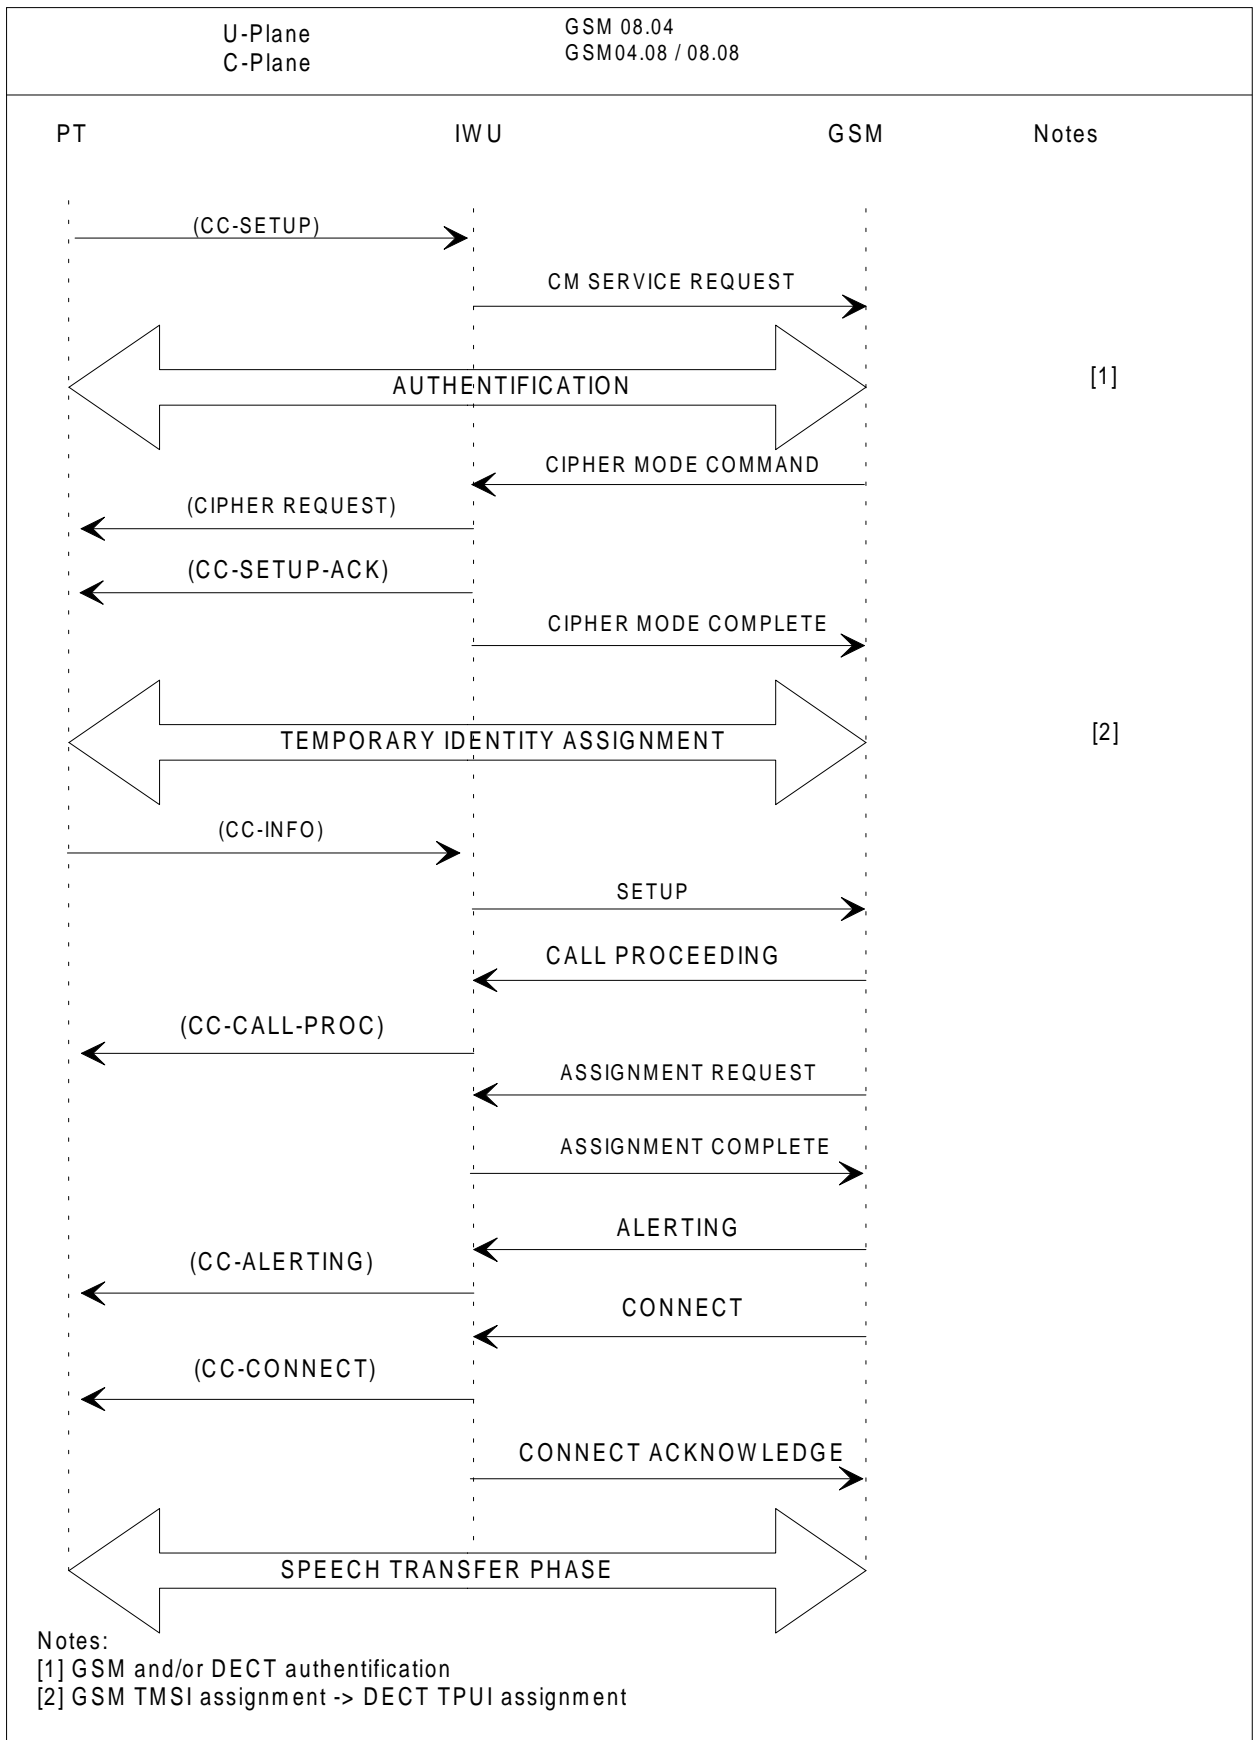 U-Plane GSM 08.04
C-Plane GSM04.08 / 08.08
PT IWU GSM Notes
(CC-SETUP)
CM SERVICE REQUEST
AUTHENTIFICATION [1]
CIPHER MODE COMMAND
(CIPHER REQUEST)
(CC-SETUP-ACK)
CIPHER MODE COMPLETE
TEMPORARY IDENTITY ASSIGNMENT [2]
(CC-INFO)
SETUP
CALL PROCEEDING
(CC-CALL-PROC)
ASSIGNMENT REQUEST
ASSIGNMENT COMPLETE
ALERTING
(CC-ALERTING)
CONNECT
(CC-CONNECT)
CONNECT ACKNOWLEDGE
SPEECH TRANSFER PHASE
Notes:
[1] GSM and/or DECT authentification
[2] GSM TMSI assignment -> DECT TPUI assignment